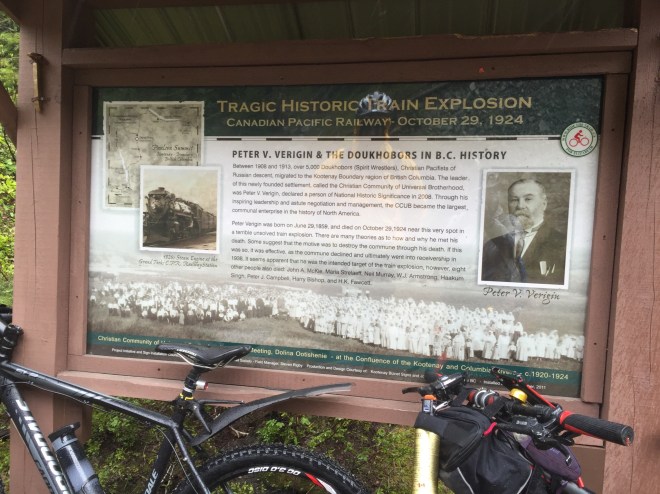 TRAGIC HISTORIC TRAIN EXPLOSION
CANADIAN PACIFIC RAILWAY - OCTOBER 29, 1924
PETER V. VERIGIN & THE DOUKHOBORS IN B.C. HISTORY
Between 1908 and 1913, over 5,000 Doukhobors (Spirit Wrestlers), Christian Pacifists of
Russian descent, migrated to the Kootenay Boundary region of British Columbia. The leader,
of this newly founded settlement, called the Christian Community of Universal Brotherhood,
was Peter V. Verigin, declared a person of National Historic Significance in 2008. Through his
inspiring leadership and astute negotiation and management, the CCUB became the largest,
communal enterprise in the history of North America.
Peter Verigin was born on June 29, 1859, and died on October 29, 1924 near this very spot in
a terrible unsolved train explosion. There are many theories as to how and why he met his
death. Some suggest that the motive was to destroy the commune through his death. If this
was so, it was effective, as the commune declined and ultimately went into receivership in
1938. It seems apparent that he was the intended target of the train explosion, however, eight
other people also died: John A. McKie, Marie Strelaeff, Neil Murray, W.J. Armstrong, Haakum
Singh, Peter J. Campbell, Harry Bishop, and H.K. Fawcett.
Peter V. Verigin
Christian Community of
Meeting, Dolina Ootishenie - at the Confluence of the Kootenay and Columbia
c.1920-1924
2011